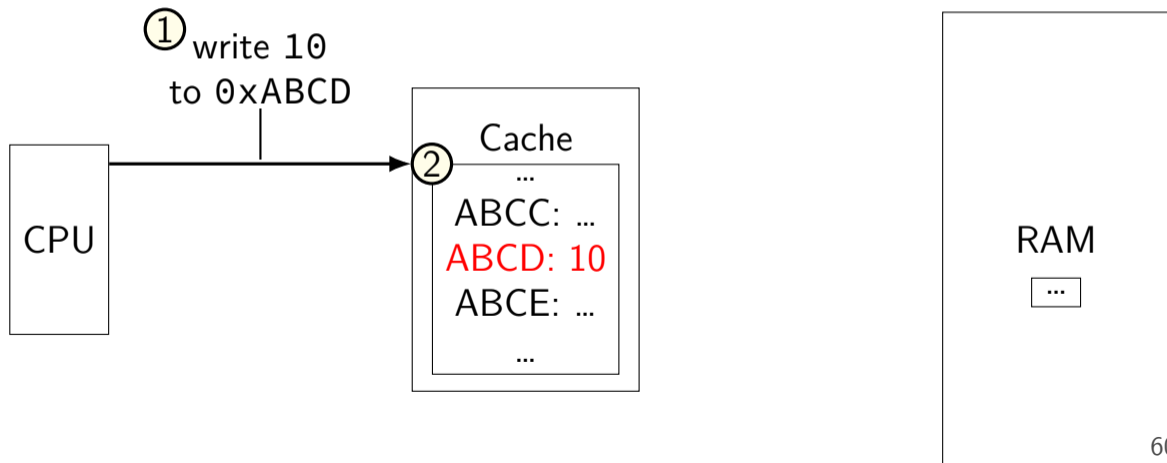 1
write 10
to 0xABCD
CPU
2
Cache
...
ABCC: ...
ABCD: 10
ABCE: ...
...
RAM
...